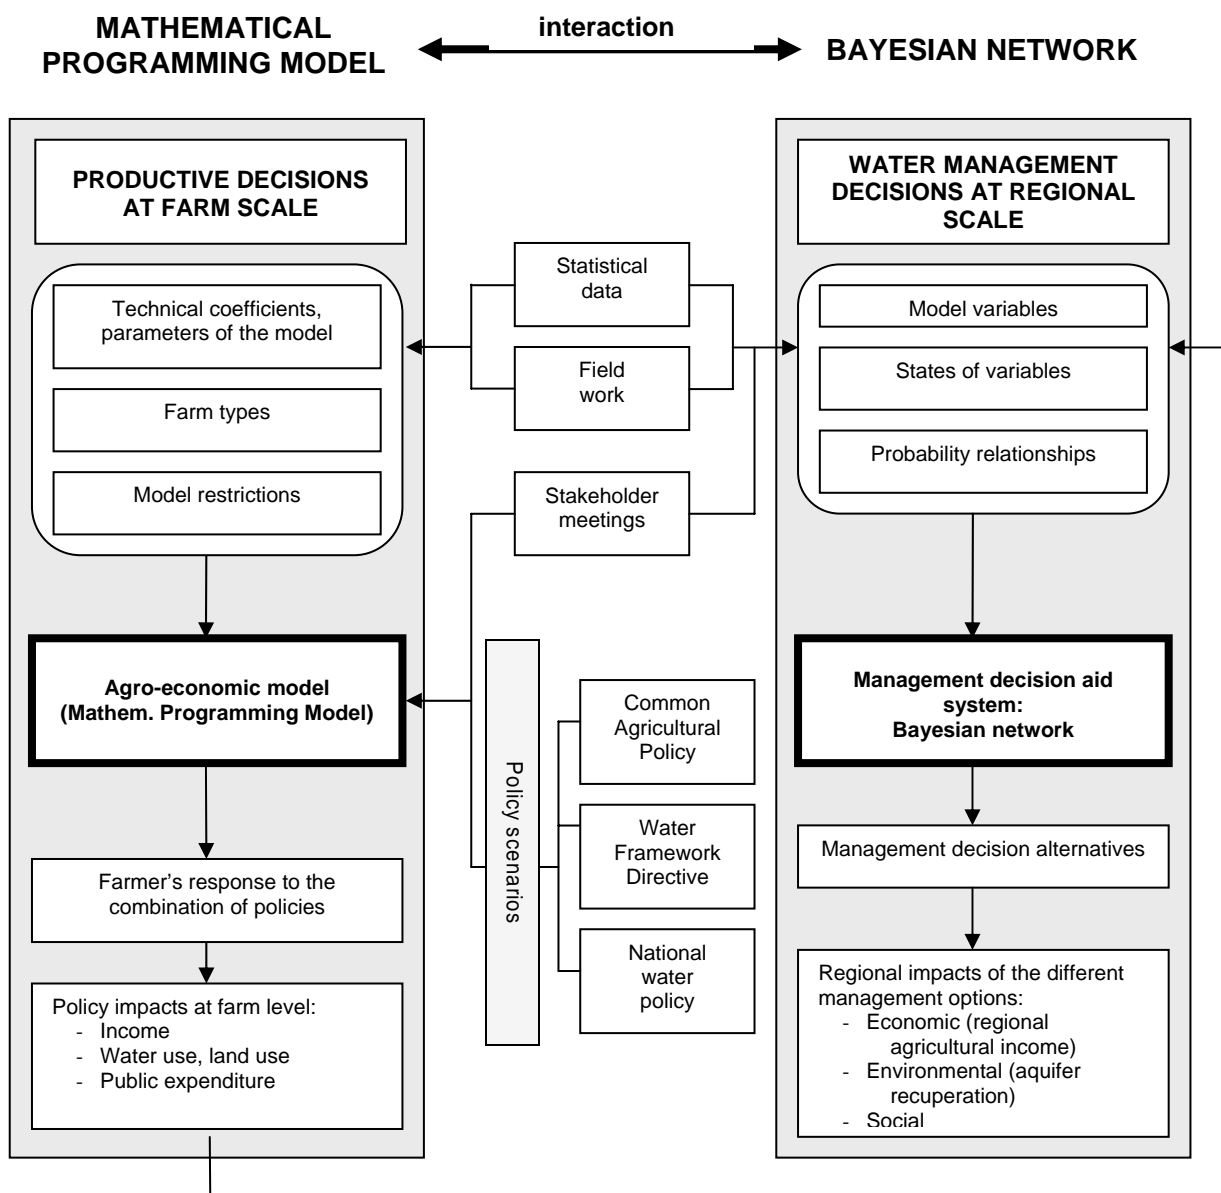 MATHEMATICAL
PROGRAMMING MODEL
interaction
BAYESIAN NETWORK
PRODUCTIVE DECISIONS
AT FARM SCALE
Technical coefficients,
parameters of the model
Farm types
Model restrictions
Agro-economic model
(Mathem. Programming Model)
Farmer’s response to the
combination of policies
Policy impacts at farm level:
- Income
- Water use, land use
- Public expenditure
Statistical
data
Field
work
Stakeholder
meetings
Policy scenarios
Common
Agricultural
Policy
Water
Framework
Directive
National
water
policy
WATER MANAGEMENT
DECISIONS AT REGIONAL
SCALE
Model variables
States of variables
Probability relationships
Management decision aid
system:
Bayesian network
Management decision alternatives
Regional impacts of the different
management options:
- Economic (regional
agricultural income)
- Environmental (aquifer
recuperation)
- Social